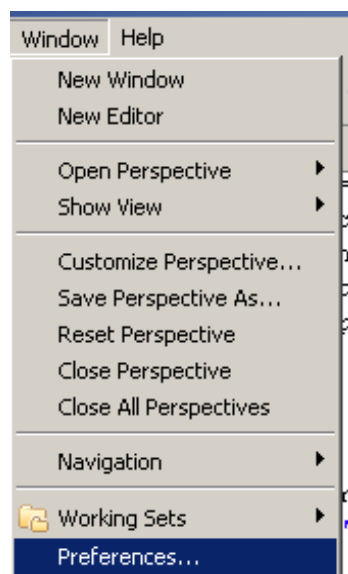 Window Help
New Window
New Editor
Open Perspective
Show View
Customize Perspective...
Save Perspective As...
Reset Perspective
Close Perspective
Close All Perspectives
Navigation
Working Sets
Preferences...